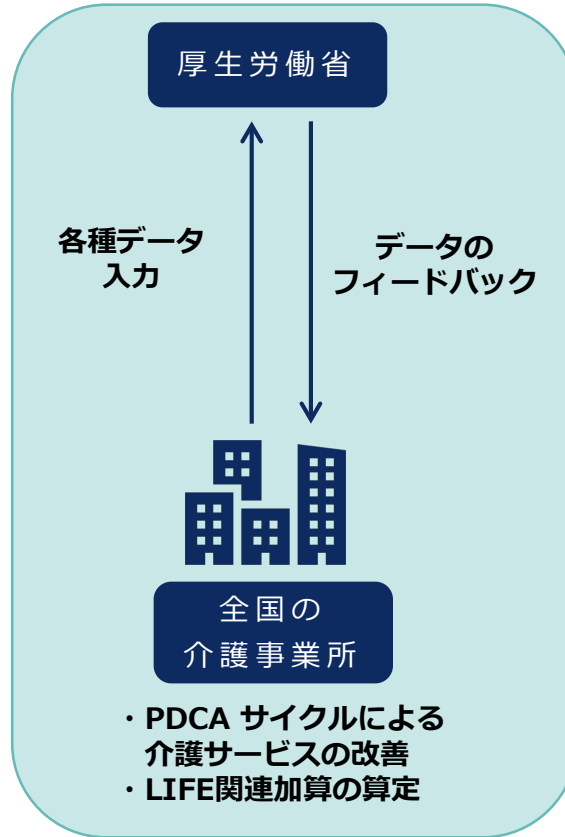 厚生労働省
各種データ
入力
データの
フィードバック
全国の
介護事業所
・PDCA サイクルによる
介護サービスの改善
・LIFE関連加算の算定